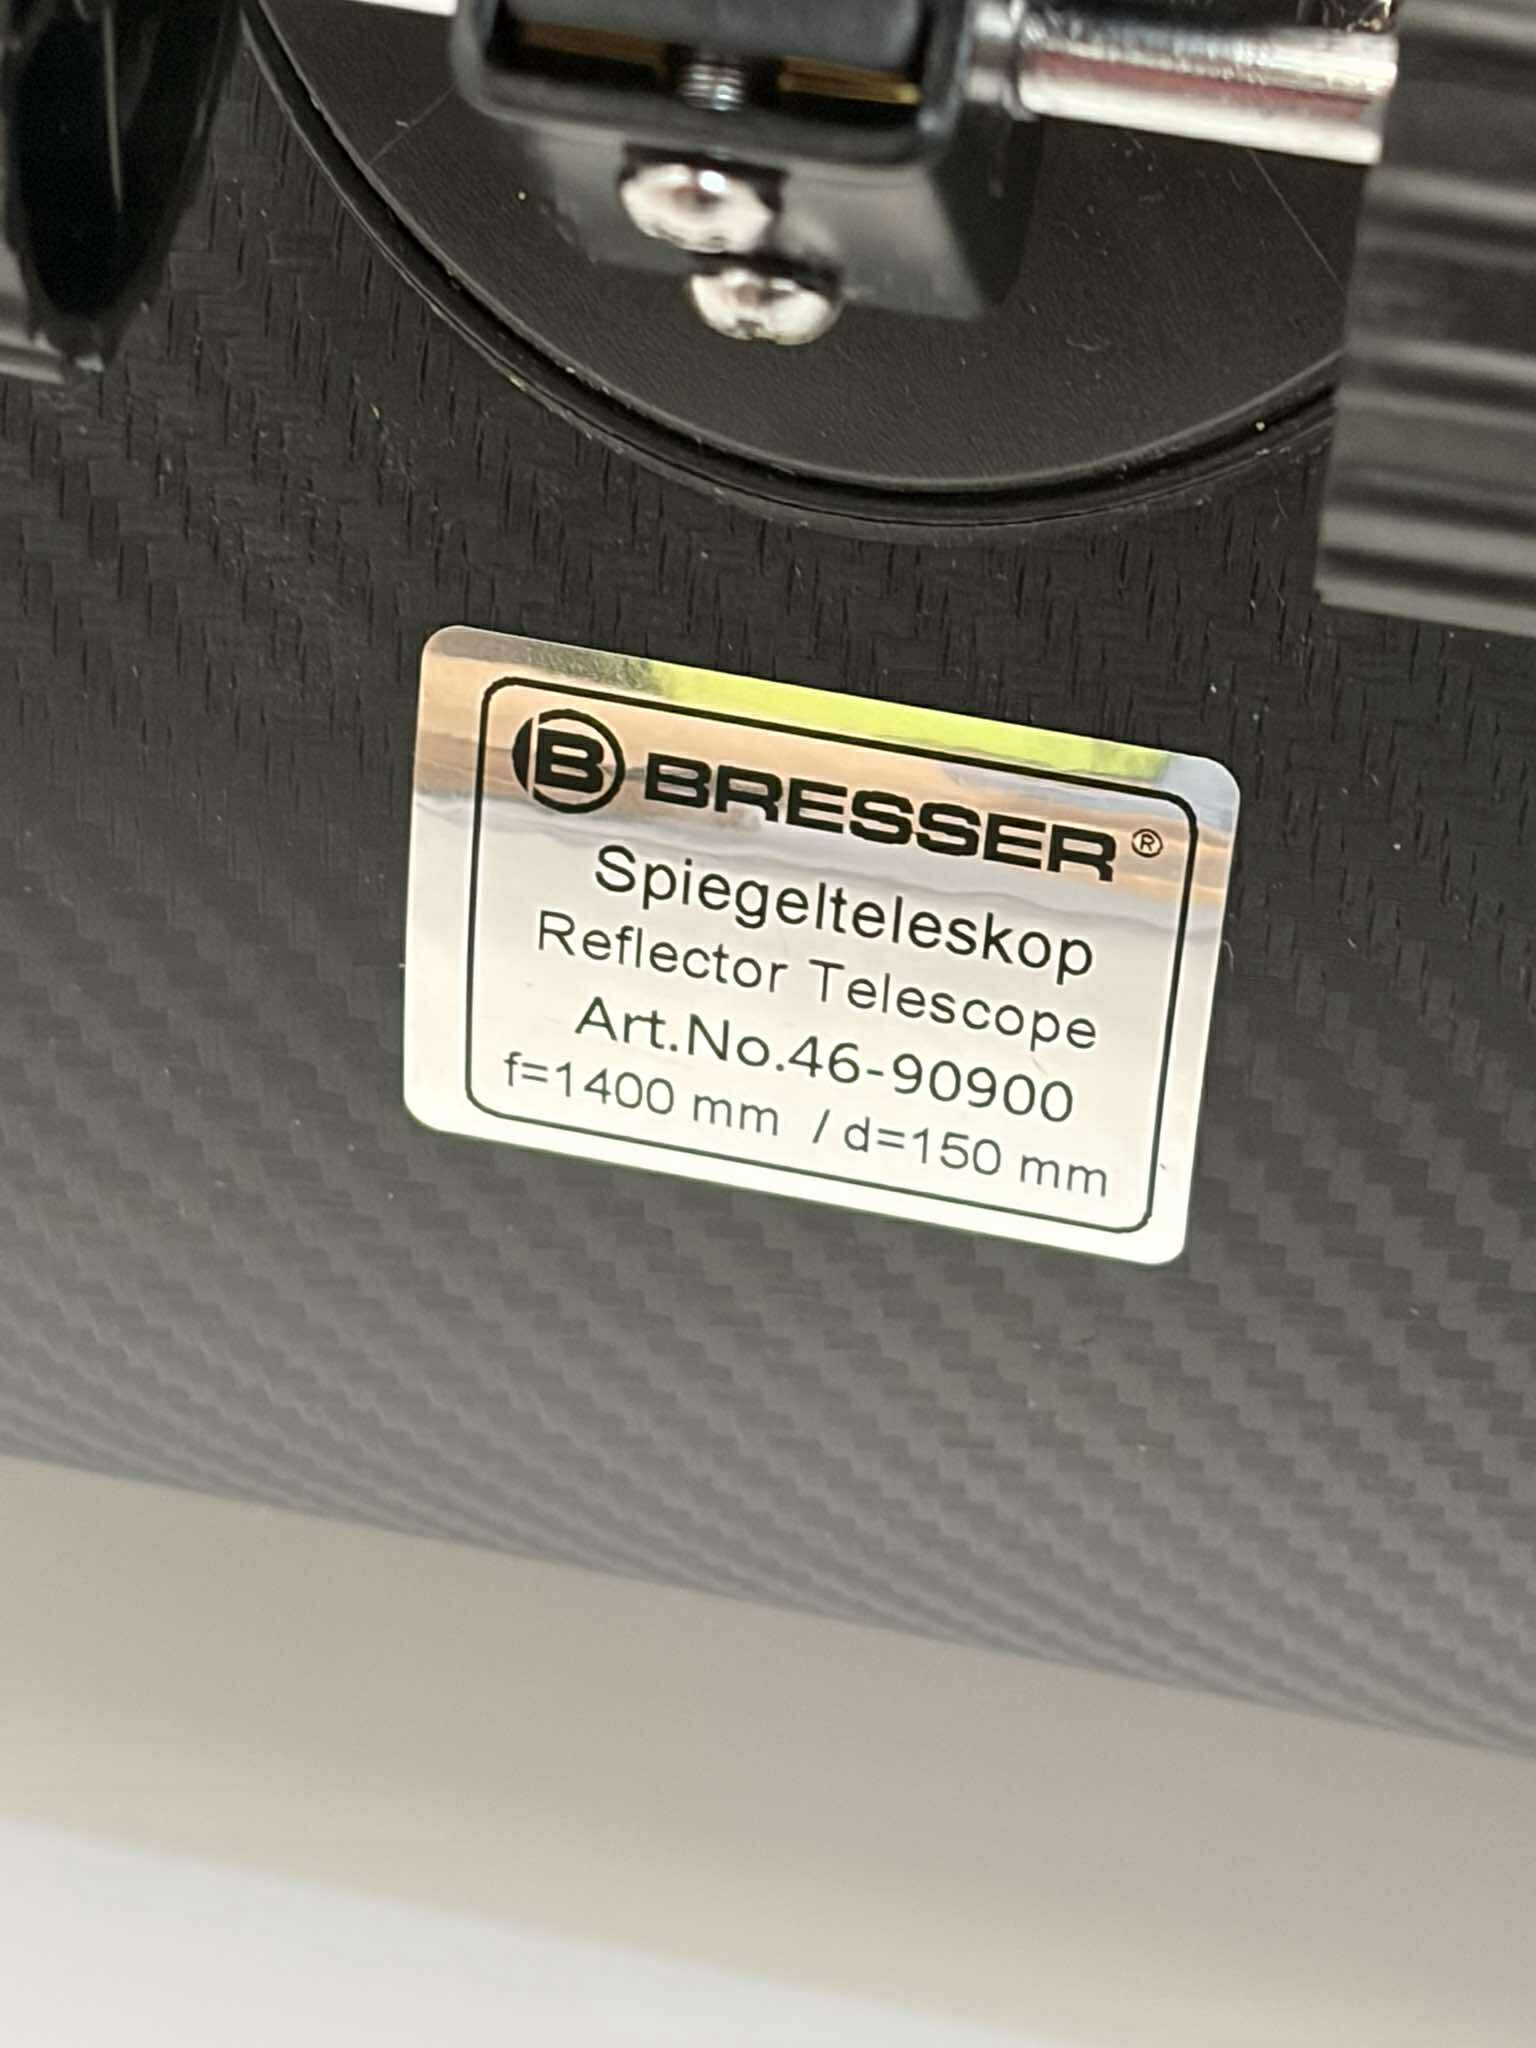 B BRESSER®
Spiegelteleskop
Reflector Telescope
Art.No.46-90900
f=1400 mm / d=150 mm